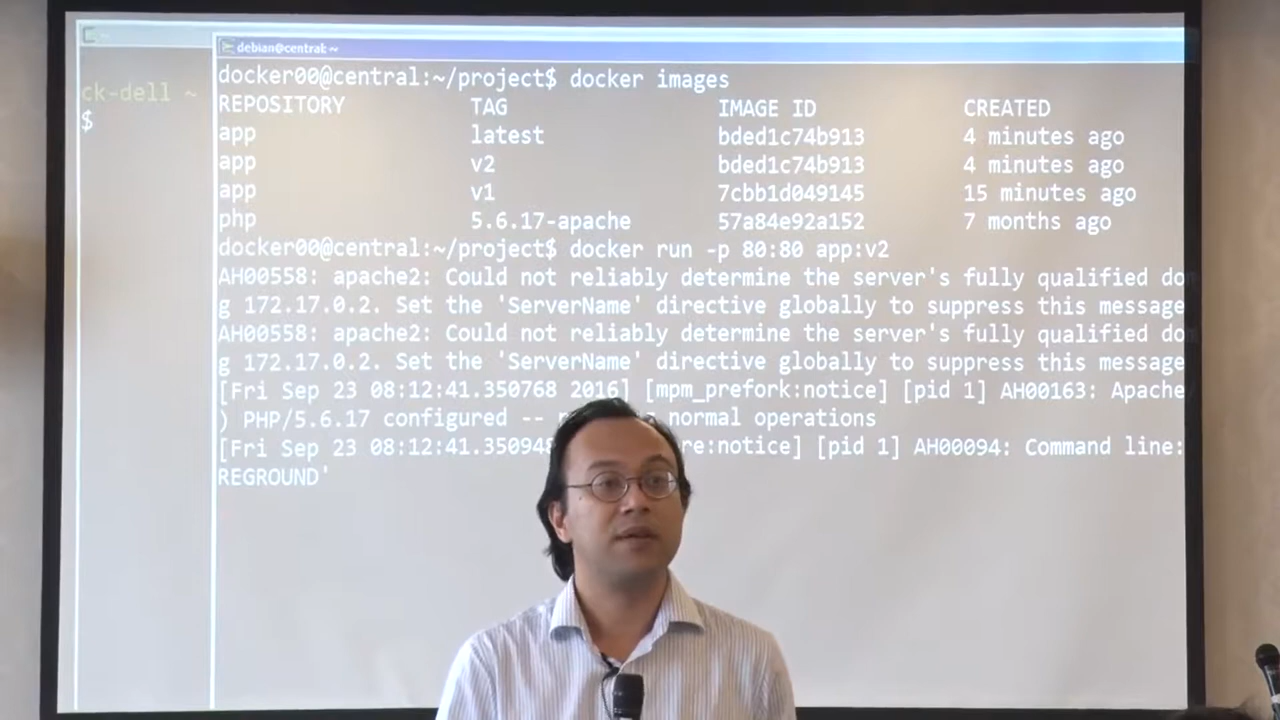 debian@central: ~
ck-dell ~
$
docker00@central:~/project$ docker images
REPOSITORY TAG IMAGE ID CREATED
app latest bded1c74b913 4 minutes ago
app v2 bded1c74b913 4 minutes ago
app v1 7cbb1d049145 15 minutes ago
php 5.6.17-apache 57a84e92a152 7 months ago
docker00@central:~/project$ docker run -p 80:80 app:v2
AH00558: apache2: Could not reliably determine the server's fully qualified do
g 172.17.0.2. Set the 'ServerName' directive globally to suppress this message
AH00558: apache2: Could not reliably determine the server's fully qualified do
g 172.17.0.2. Set the 'ServerName' directive globally to suppress this message
[Fri Sep 23 08:12:41.350768 2016] [mpm_prefork:notice] [pid 1] AH00163: Apache/
) PHP/5.6.17 configured -- normal operations
[Fri Sep 23 08:12:41.350948 re:notice] [pid 1] AH00094: Command line:
REGROUND'